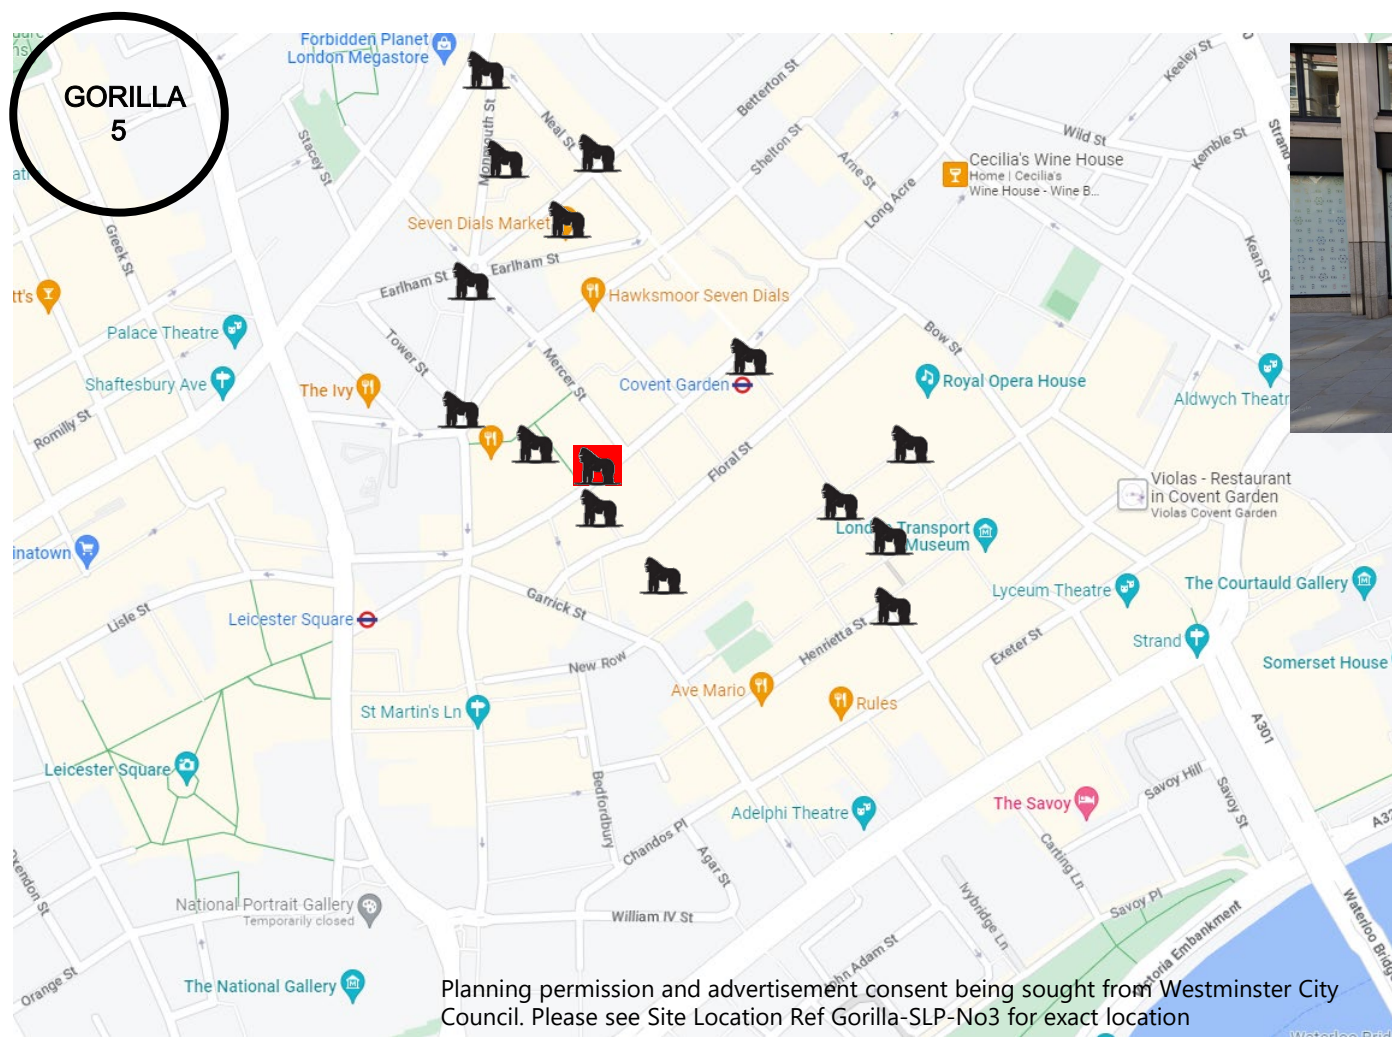 GORILLA
5
Forbidden Planet
London Megastore
Keeley St
Betterton St
Neal St
Monmouth St
Stacey St
Shelton St
Wild St
Kemble St
Arne St
Cecilia's Wine House
Home | Cecilia's
Wine House - Wine B...
Long Acre
Greek St
Seven Dials Market
Kean St
Earlham St
Earlham St
Hawksmoor Seven Dials
Palace Theatre
Tower St
Mercer St
Bow St
Shaftesbury Ave
The Ivy
Covent Garden
Royal Opera House
Aldwych Theatr
Romilly St
Floral St
Violas - Restaurant
in Covent Garden
Violas Covent Garden
Transport
Museum
inatown
Lisle St
Garrick St
Lyceum Theatre
The Courtauld Gallery
Leicester Square
Henrietta St
Exeter St
Strand
Somerset House
New Row
Ave Mario
Rules
St Martin's Ln
A301
Leicester Square
Bedfordbury
Savoy Hill
Savoy St
The Savoy
Adelphi Theatre
Chandos Pl
Agar St
Carting Ln
National Portrait Gallery
Temporarily closed
William IV St
Ivybridge Ln
Savoy Pl
Orange St
The National Gallery
Planning permission and advertisement consent being sought from Westminster City
Council. Please see Site Location Ref Gorilla-SLP-No3 for exact location